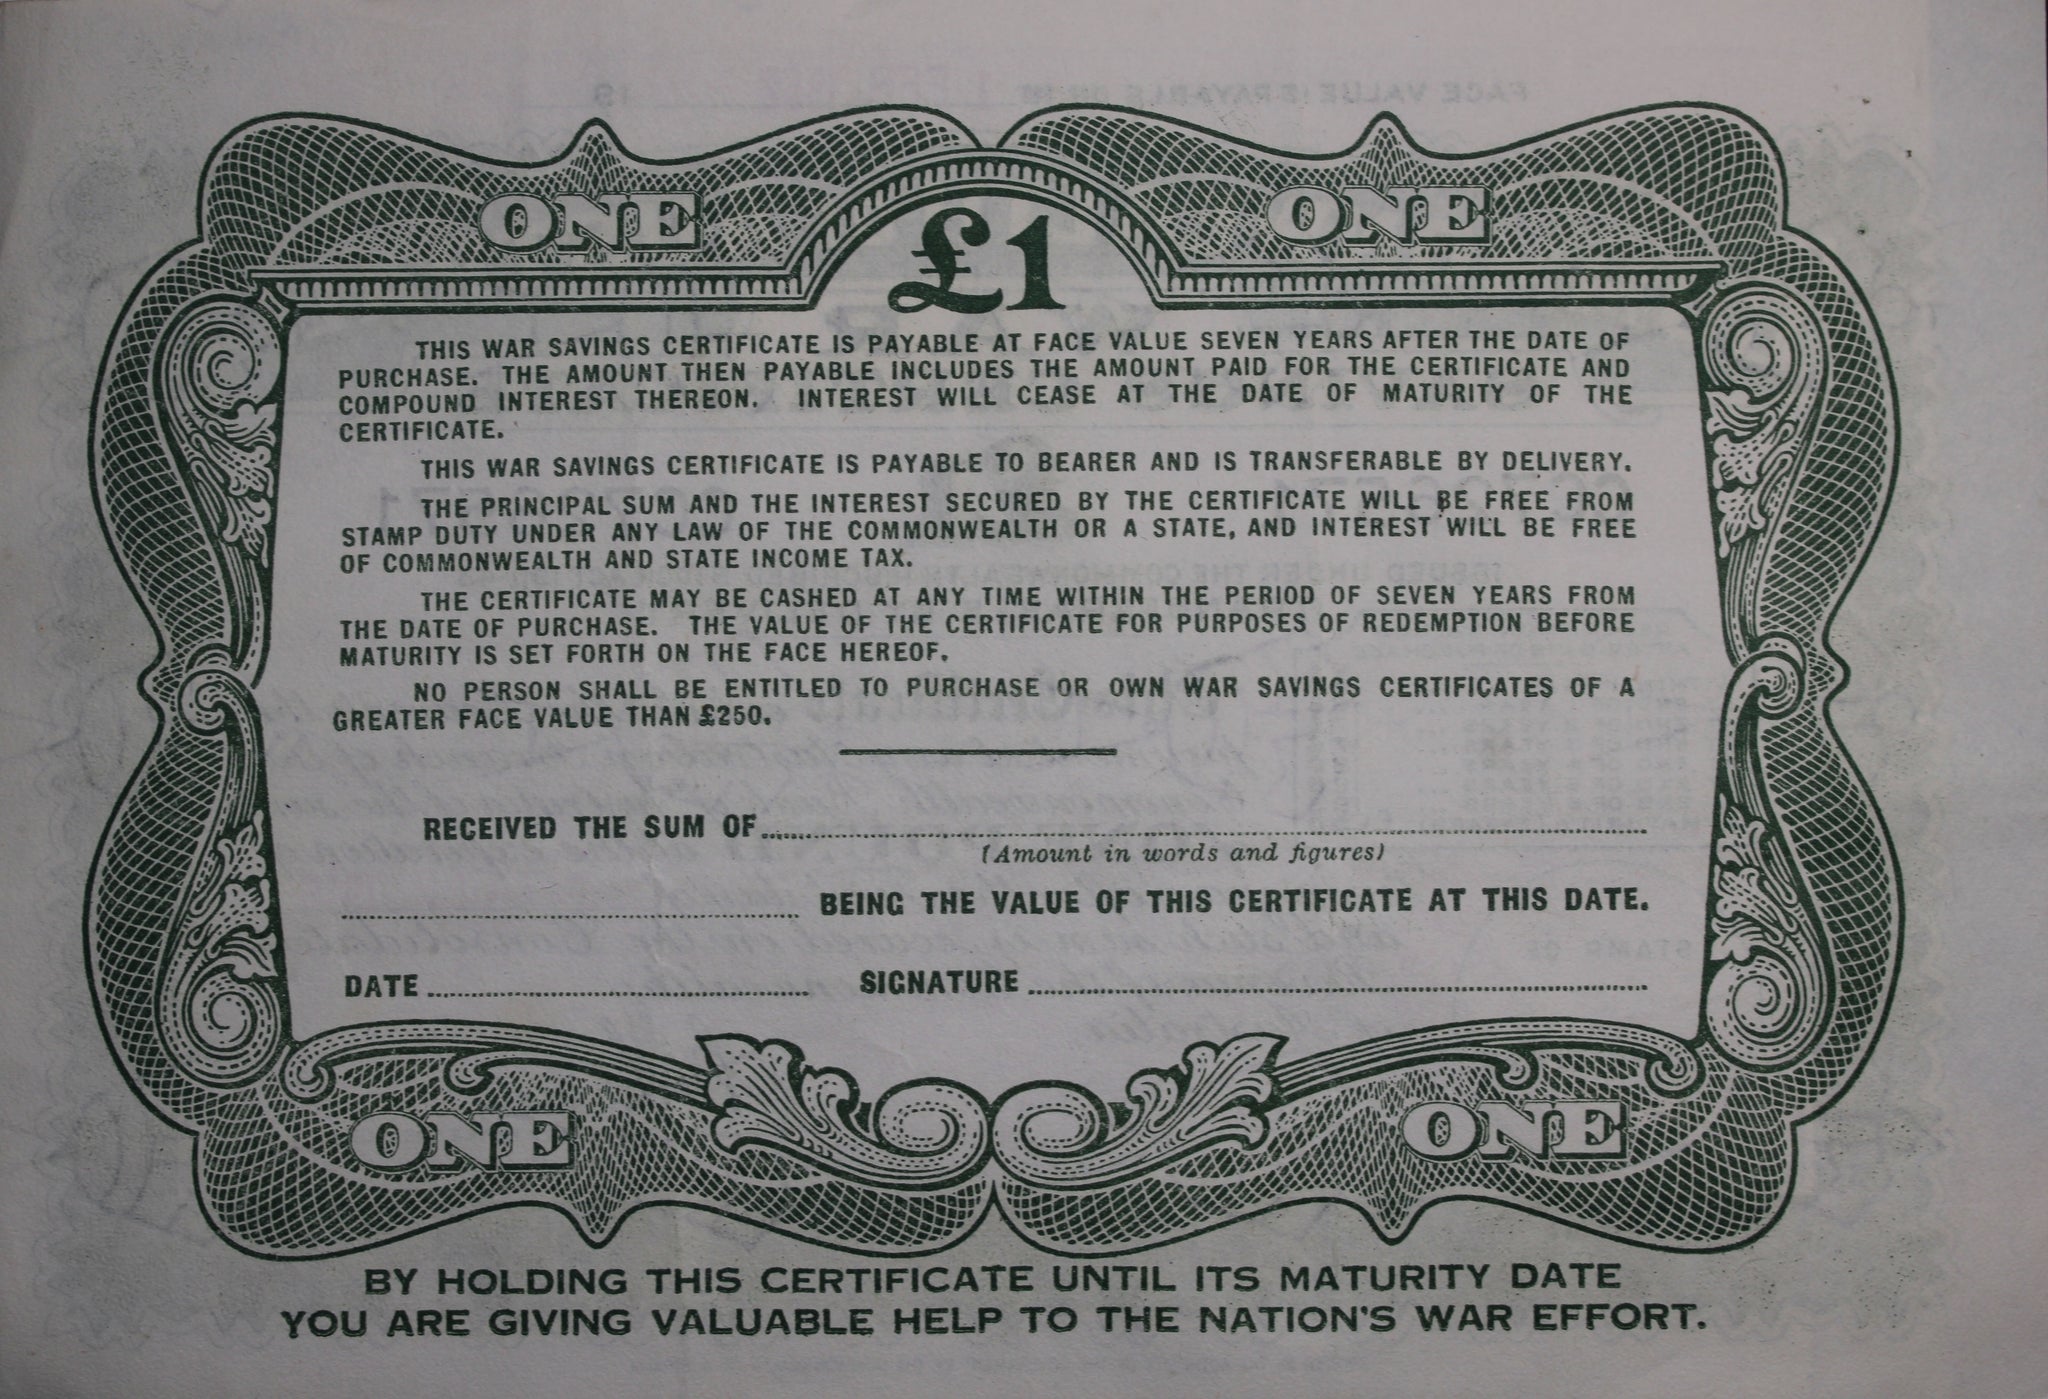 ONE
ONE
£1
THIS WAR SAVINGS CERTIFICATE IS PAYABLE AT FACE VALUE SEVEN YEARS AFTER THE DATE OF
PURCHASE. THE AMOUNT THEN PAYABLE INCLUDES THE AMOUNT PAID FOR THE CERTIFICATE AND
COMPOUND INTEREST THEREON. INTEREST WILL CEASE AT THE DATE OF MATURITY OF THE
CERTIFICATE.
THIS WAR SAVINGS CERTIFICATE IS PAYABLE TO BEARER AND IS TRANSFERABLE BY DELIVERY.
THE PRINCIPAL SUM AND THE INTEREST SECURED BY THE CERTIFICATE WILL BE FREE FROM
STAMP DUTY UNDER ANY LAW OF THE COMMONWEALTH OR A STATE, AND INTEREST WILL BE FREE
OF COMMONWEALTH AND STATE INCOME TAX.
THE CERTIFICATE MAY BE CASHED AT ANY TIME WITHIN THE PERIOD OF SEVEN YEARS FROM
THE DATE OF PURCHASE. THE VALUE OF THE CERTIFICATE FOR PURPOSES OF REDEMPTION BEFORE
MATURITY IS SET FORTH ON THE FACE HEREOF.
NO PERSON SHALL BE ENTITLED TO PURCHASE OR OWN WAR SAVINGS CERTIFICATES OF A
GREATER FACE VALUE THAN £250.
RECEIVED THE SUM OF
(Amount in words and figures)
BEING THE VALUE OF THIS CERTIFICATE AT THIS DATE.
DATE SIGNATURE
ONE
ONE
BY HOLDING THIS CERTIFICATE UNTIL ITS MATURITY DATE
YOU ARE GIVING VALUABLE HELP TO THE NATION'S WAR EFFORT.